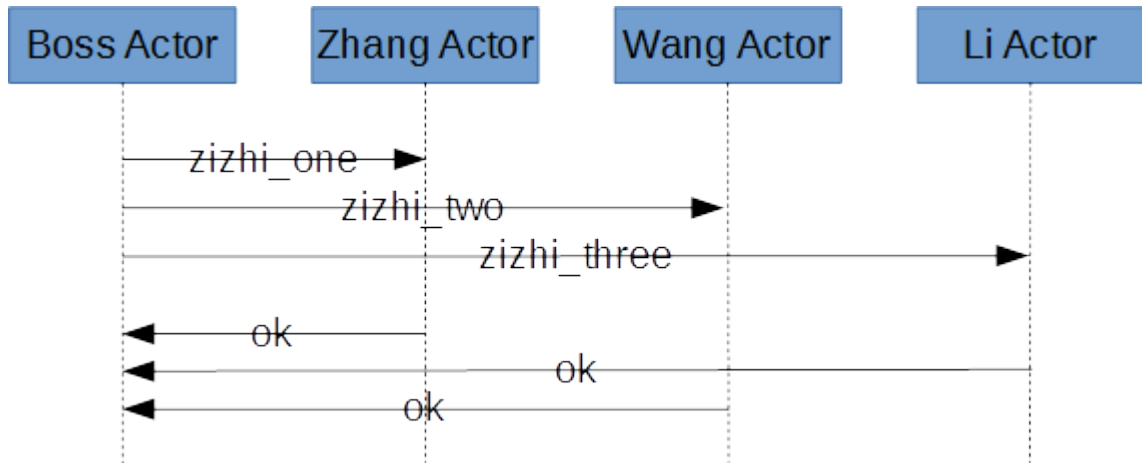 Boss Actor
Zhang Actor
Wang Actor
Li Actor
zizhi_one
zizhi_two
zizhi_three
ok
ok
ok